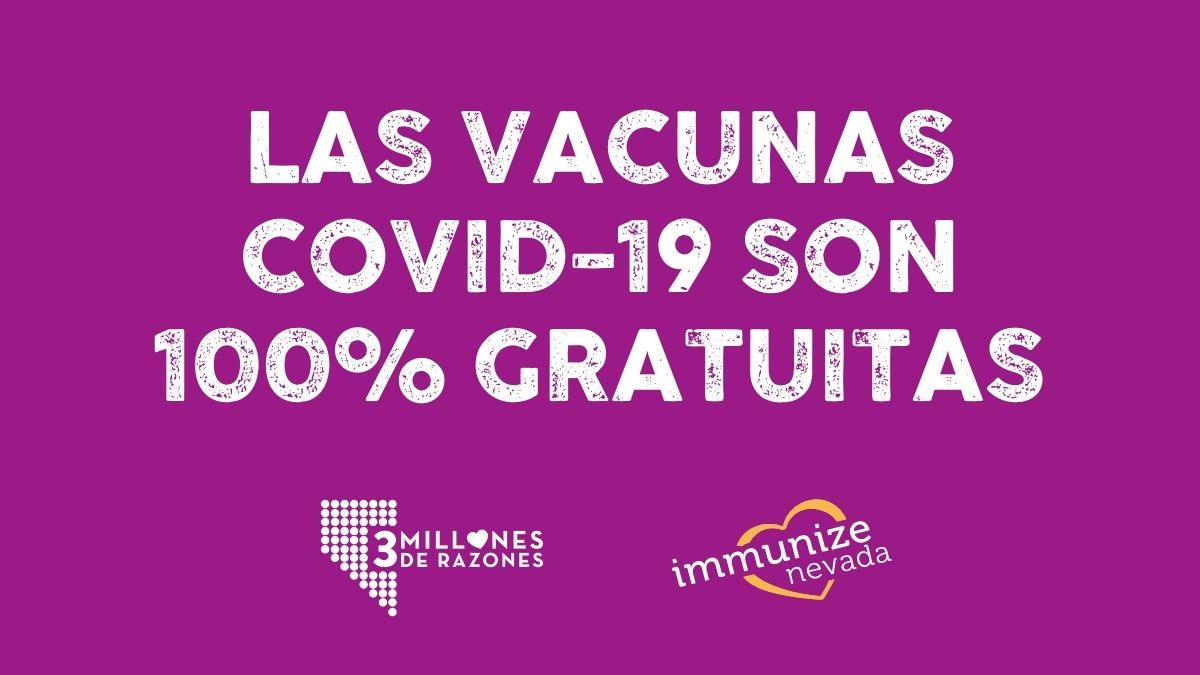 LAS VACUNAS
COVID-19 SON
100% GRATUITAS
3 MILLONES
DE RAZONES
immunize
nevada